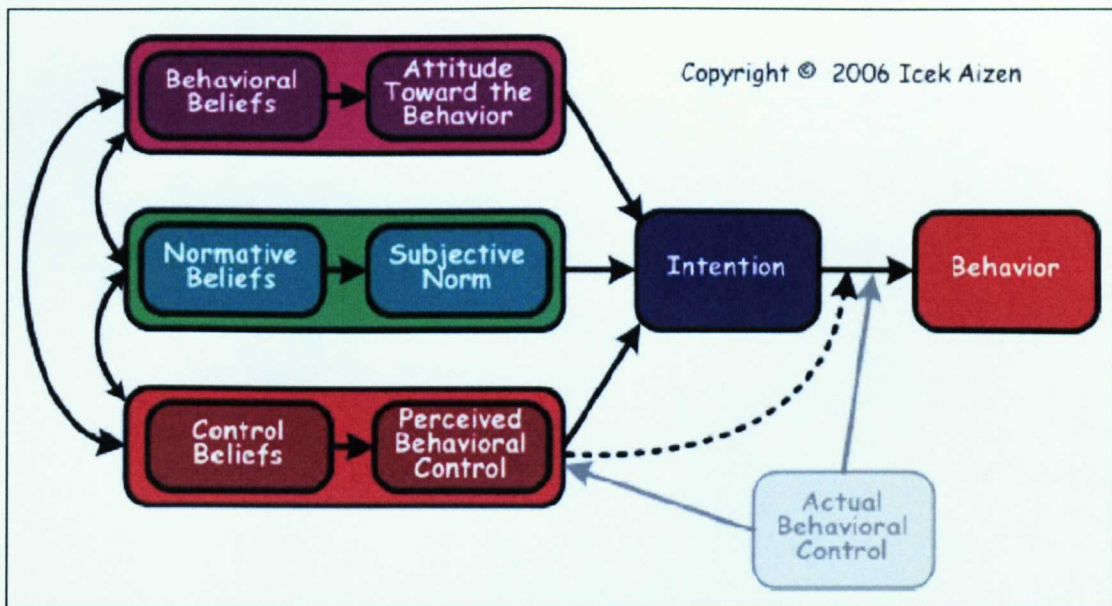 Behavioral
Beliefs
Attitude
Toward the
Behavior
Copyright © 2006 Icek Aizen
Normative
Beliefs
Subjective
Norm
Intention
Behavior
Control
Beliefs
Perceived
Behavioral
Control
Actual
Behavioral
Control